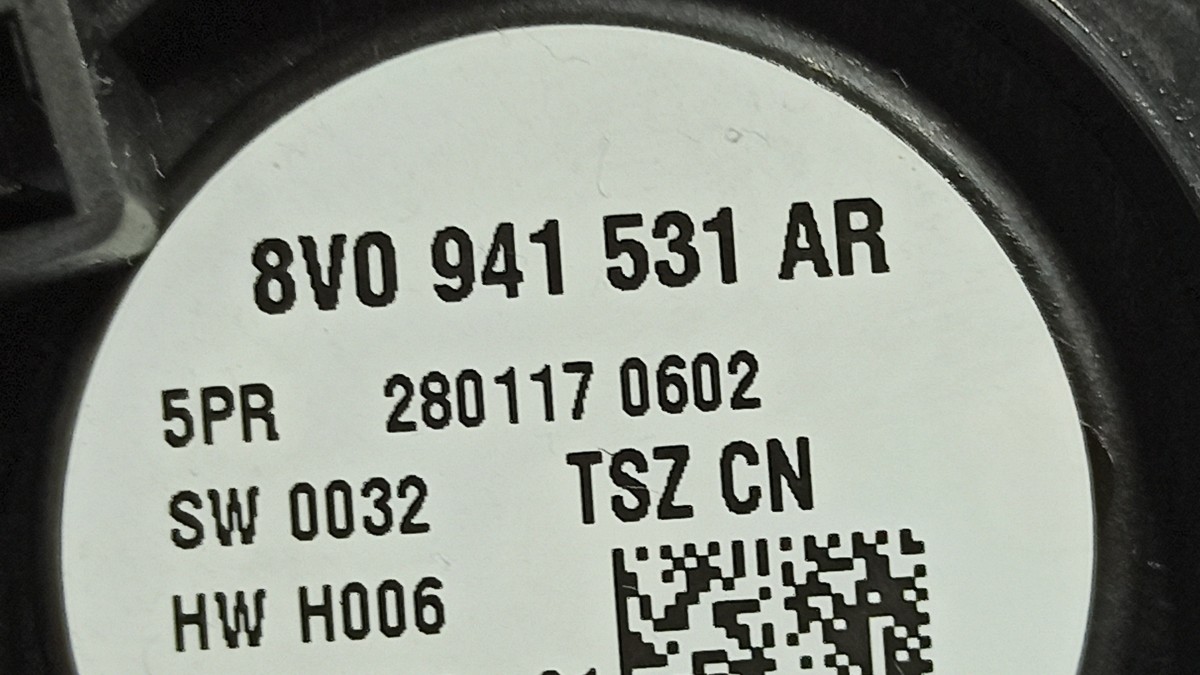 8V0 941 531 AR
5PR 280117 0602
SW 0032 TSZ CN
HW H006